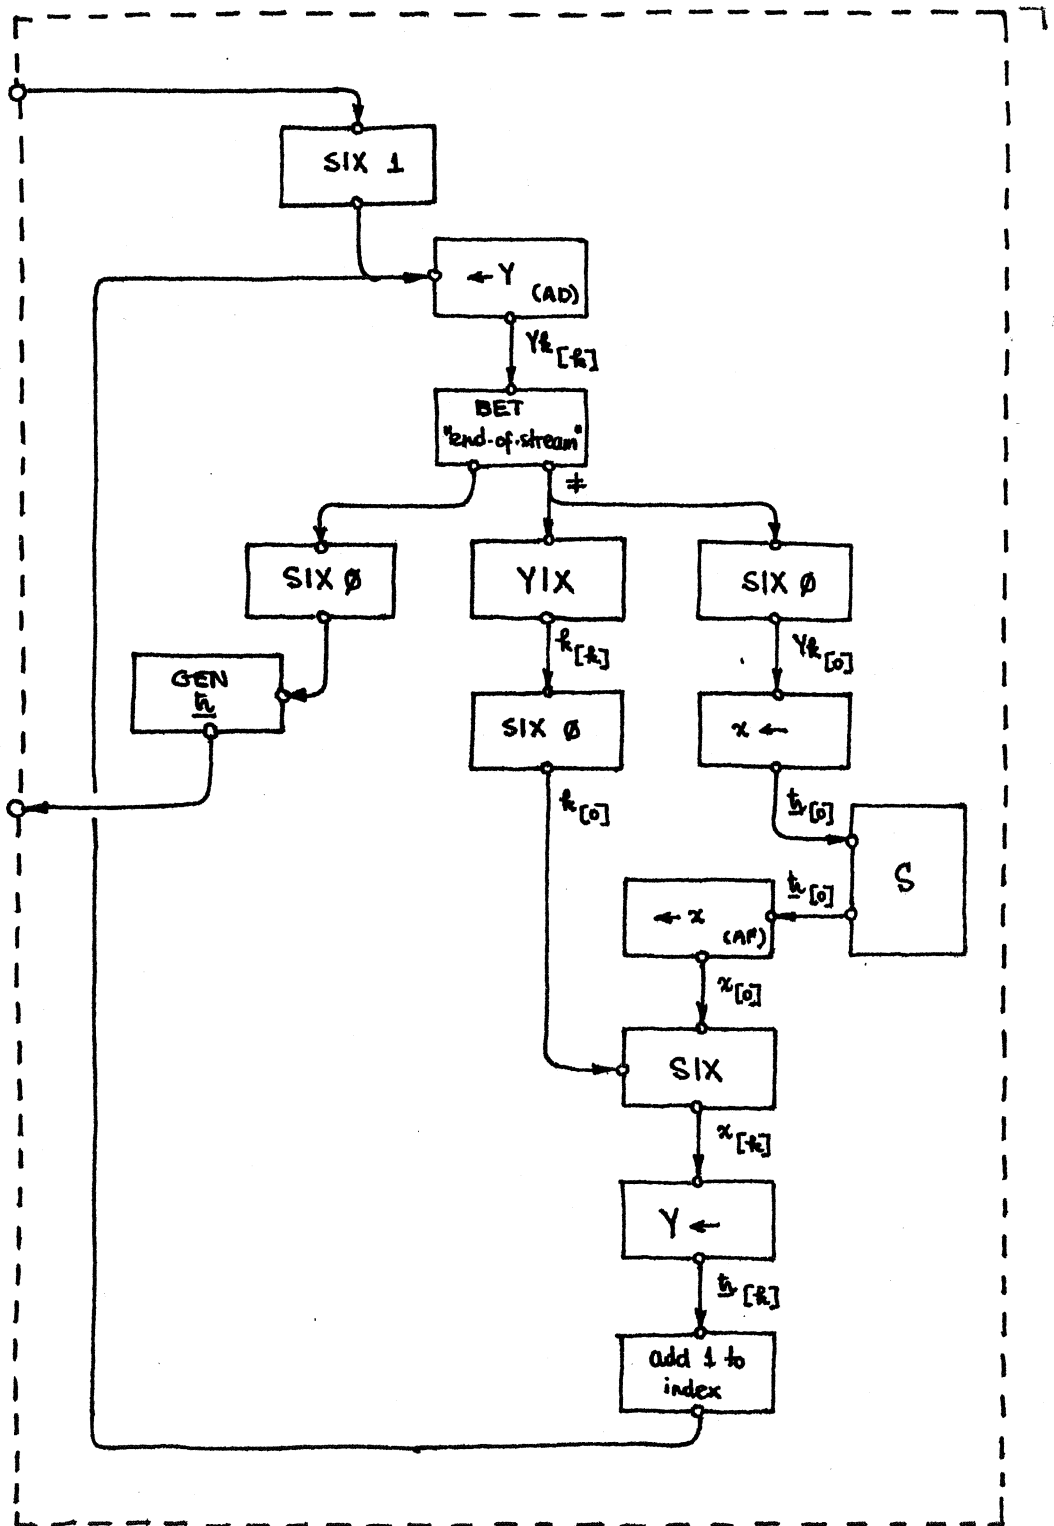 SIX 1
← Y
(AD)
Yk[k]
BET
"end-of-stream"
≠
SIX Ø
YIX
SIX Ø
k[k]
Yk[0]
GEN
SIX Ø
x ←
k[0]
[0]
S
[0]
← x
x[0]
SIX
x[k]
Y ←
[k]
add 1 to
index